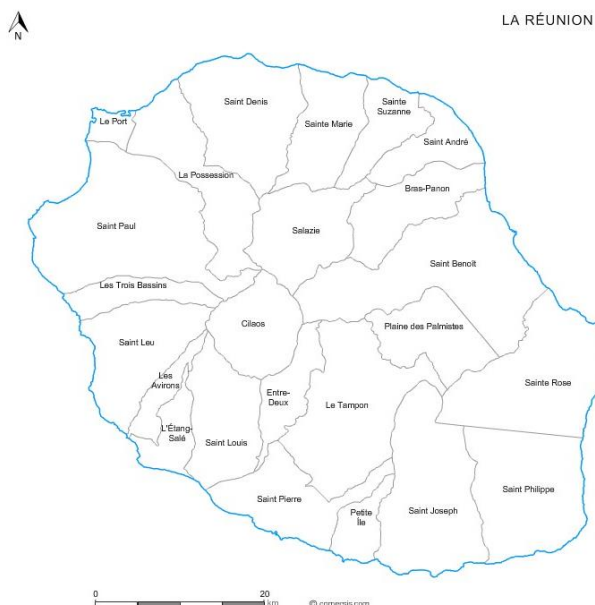 LA RÉUNION
N
Saint Denis
Sainte Marie
Sainte
Suzanne
Le Port
Saint André
La Possession
Bras-Panon
Saint Paul
Salazie
Saint Benoît
Les Trois Bassins
Cilaos
Plaine des Palmistes
Saint Leu
Les
Avirons
Sainte Rose
Entre-
Deux
Le Tampon
L'Étang-
Salé
Saint Louis
Saint Pierre
Petite
Île
Saint Joseph
Saint Philippe
0
20
km
© comersis.com